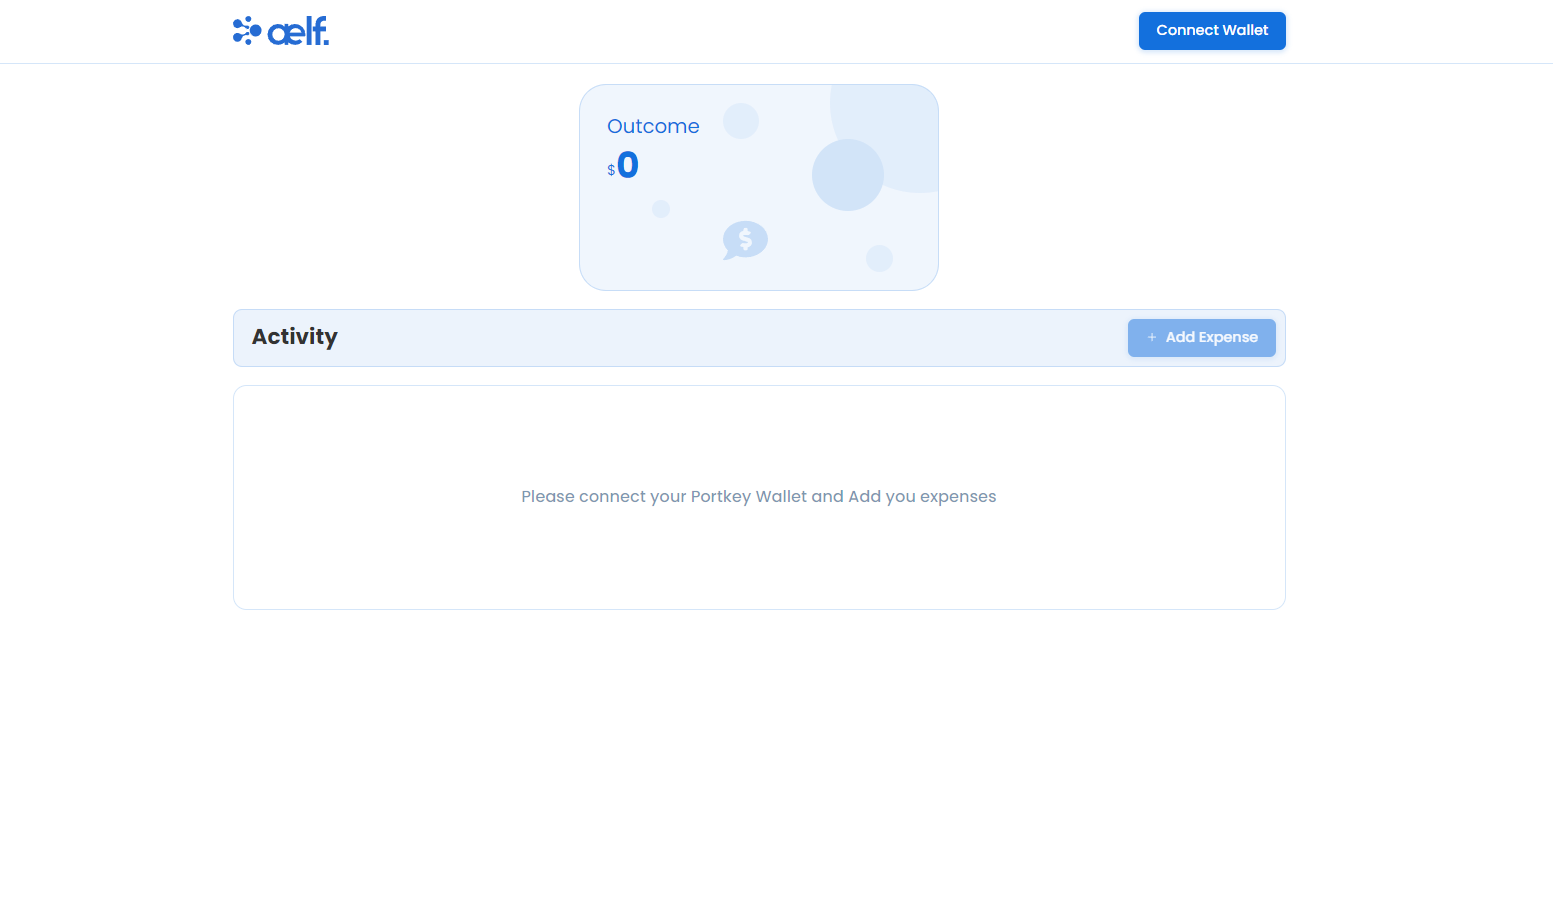 aelf.
Connect Wallet
Outcome
$0
$
Activity
+ Add Expense
Please connect your Portkey Wallet and Add you expenses